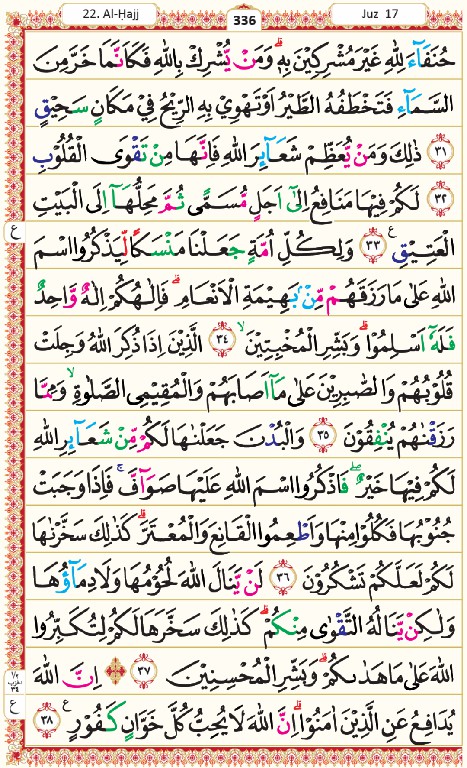 22. Al-Ḥajj
336
Juz 17
حُنَفَآءَ لِلّٰهِ غَيْرَ مُشْرِكِيْنَ بِهٖ ۗ وَمَنْ يُّشْرِكْ بِاللّٰهِ فَكَاَنَّمَا خَرَّ مِنَ
السَّمَآءِ فَتَخْطَفُهُ الطَّيْرُ اَوْ تَهْوِيْ بِهِ الرِّيْحُ فِيْ مَكَانٍ سَحِيْقٍ
۝٣١ ذٰلِكَ وَمَنْ يُّعَظِّمْ شَعَآىِٕرَ اللّٰهِ فَاِنَّهَا مِنْ تَقْوَى الْقُلُوْبِ
۝٣٢ لَكُمْ فِيْهَا مَنَافِعُ اِلٰٓى اَجَلٍ مُّسَمًّى ثُمَّ مَحِلُّهَآ اِلَى الْبَيْتِ
الْعَتِيْقِ ع ۝٣٣ وَلِكُلِّ اُمَّةٍ جَعَلْنَا مَنْسَكًا لِّيَذْكُرُوا اسْمَ
اللّٰهِ عَلٰى مَا رَزَقَهُمْ مِّنْۢ بَهِيْمَةِ الْاَنْعَامِ ۗ فَاِلٰهُكُمْ اِلٰهٌ وَّاحِدٌ
فَلَهٗٓ اَسْلِمُوْا ۗ وَبَشِّرِ الْمُخْبِتِيْنَ ۙ ۝٣٤ الَّذِيْنَ اِذَا ذُكِرَ اللّٰهُ وَجِلَتْ
قُلُوْبُهُمْ وَالصّٰبِرِيْنَ عَلٰى مَآ اَصَابَهُمْ وَالْمُقِيْمِى الصَّلٰوةِ ۙ وَمِمَّا
رَزَقْنٰهُمْ يُنْفِقُوْنَ ۝٣٥ وَالْبُدْنَ جَعَلْنٰهَا لَكُمْ مِّنْ شَعَآىِٕرِ اللّٰهِ
لَكُمْ فِيْهَا خَيْرٌ ۖ فَاذْكُرُوا اسْمَ اللّٰهِ عَلَيْهَا صَوَآفَّ ۚ فَاِذَا وَجَبَتْ
جُنُوْبُهَا فَكُلُوْا مِنْهَا وَاَطْعِمُوا الْقَانِعَ وَالْمُعْتَرَّ ۗ كَذٰلِكَ سَخَّرْنٰهَا
لَكُمْ لَعَلَّكُمْ تَشْكُرُوْنَ ۝٣٦ لَنْ يَّنَالَ اللّٰهَ لُحُوْمُهَا وَلَا دِمَاۤؤُهَا
وَلٰكِنْ يَّنَالُهُ التَّقْوٰى مِنْكُمْ ۗ كَذٰلِكَ سَخَّرَهَا لَكُمْ لِتُكَبِّرُوا
اللّٰهَ عَلٰى مَا هَدٰىكُمْ ۗ وَبَشِّرِ الْمُحْسِنِيْنَ ۝٣٧ ۞ اِنَّ اللّٰهَ
يُدَافِعُ عَنِ الَّذِيْنَ اٰمَنُوْا ۗ اِنَّ اللّٰهَ لَا يُحِبُّ كُلَّ خَوَّانٍ كَفُوْرٍ ع ۝٣٨
ع
ع